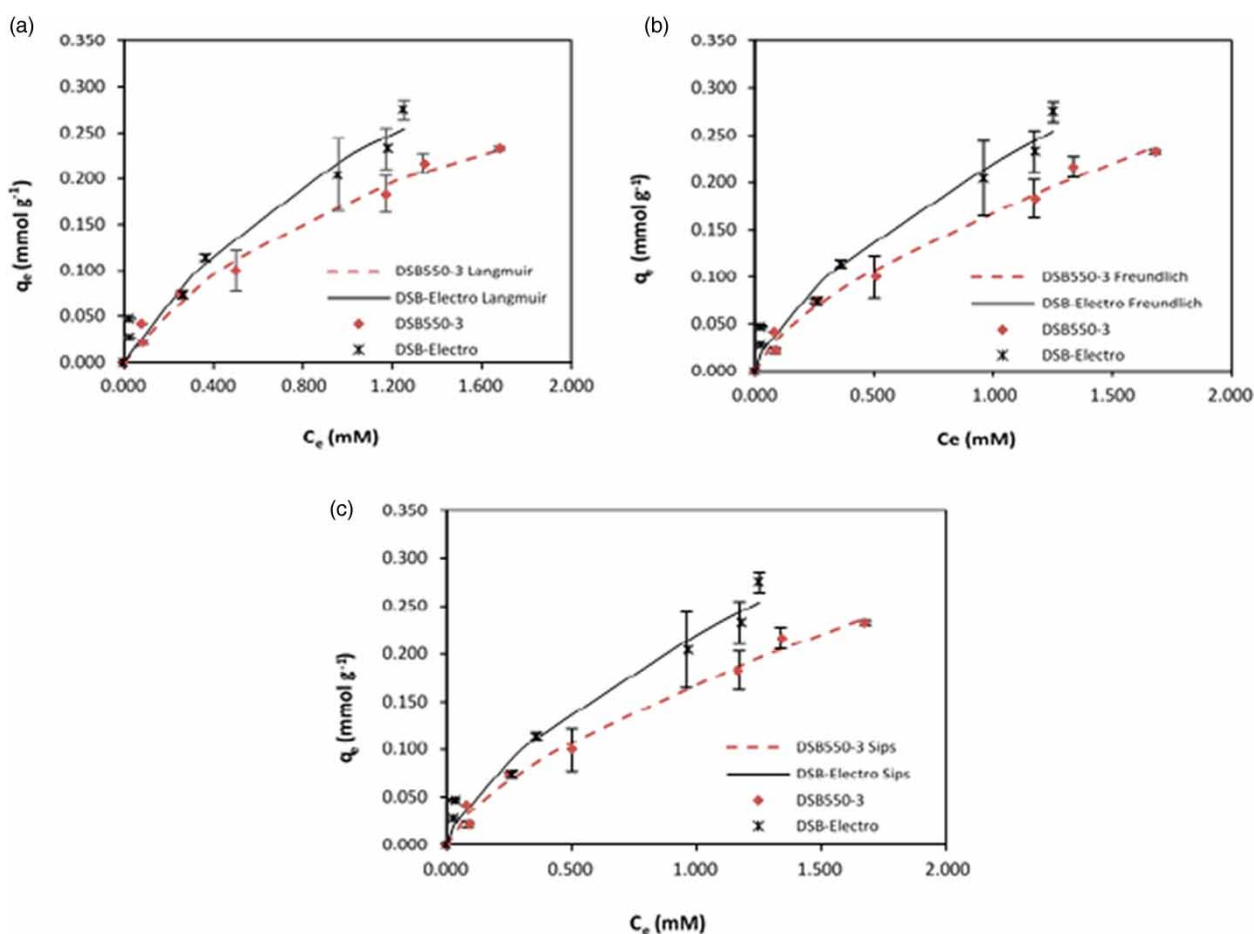 (a)
0.350
0.300
0.250
0.200
0.150
0.100
0.050
0.000
qe (mmol g-1)
DSB550-3 Langmuir
DSB-Electro Langmuir
DSB550-3
DSB-Electro
0.000 0.400 0.800 1.200 1.600 2.000
Ce (mM)
(b)
0.350
0.300
0.250
0.200
0.150
0.100
0.050
0.000
qe (mmol g-1)
DSB550-3 Freundlich
DSB-Electro Freundlich
DSB550-3
DSB-Electro
0.000 0.500 1.000 1.500 2.000
Ce (mM)
(c)
0.350
0.300
0.250
0.200
0.150
0.100
0.050
0.000
qe (mmol g-1)
DSB550-3 Sips
DSB-Electro Sips
DSB550-3
DSB-Electro
0.000 0.500 1.000 1.500 2.000
Ce (mM)